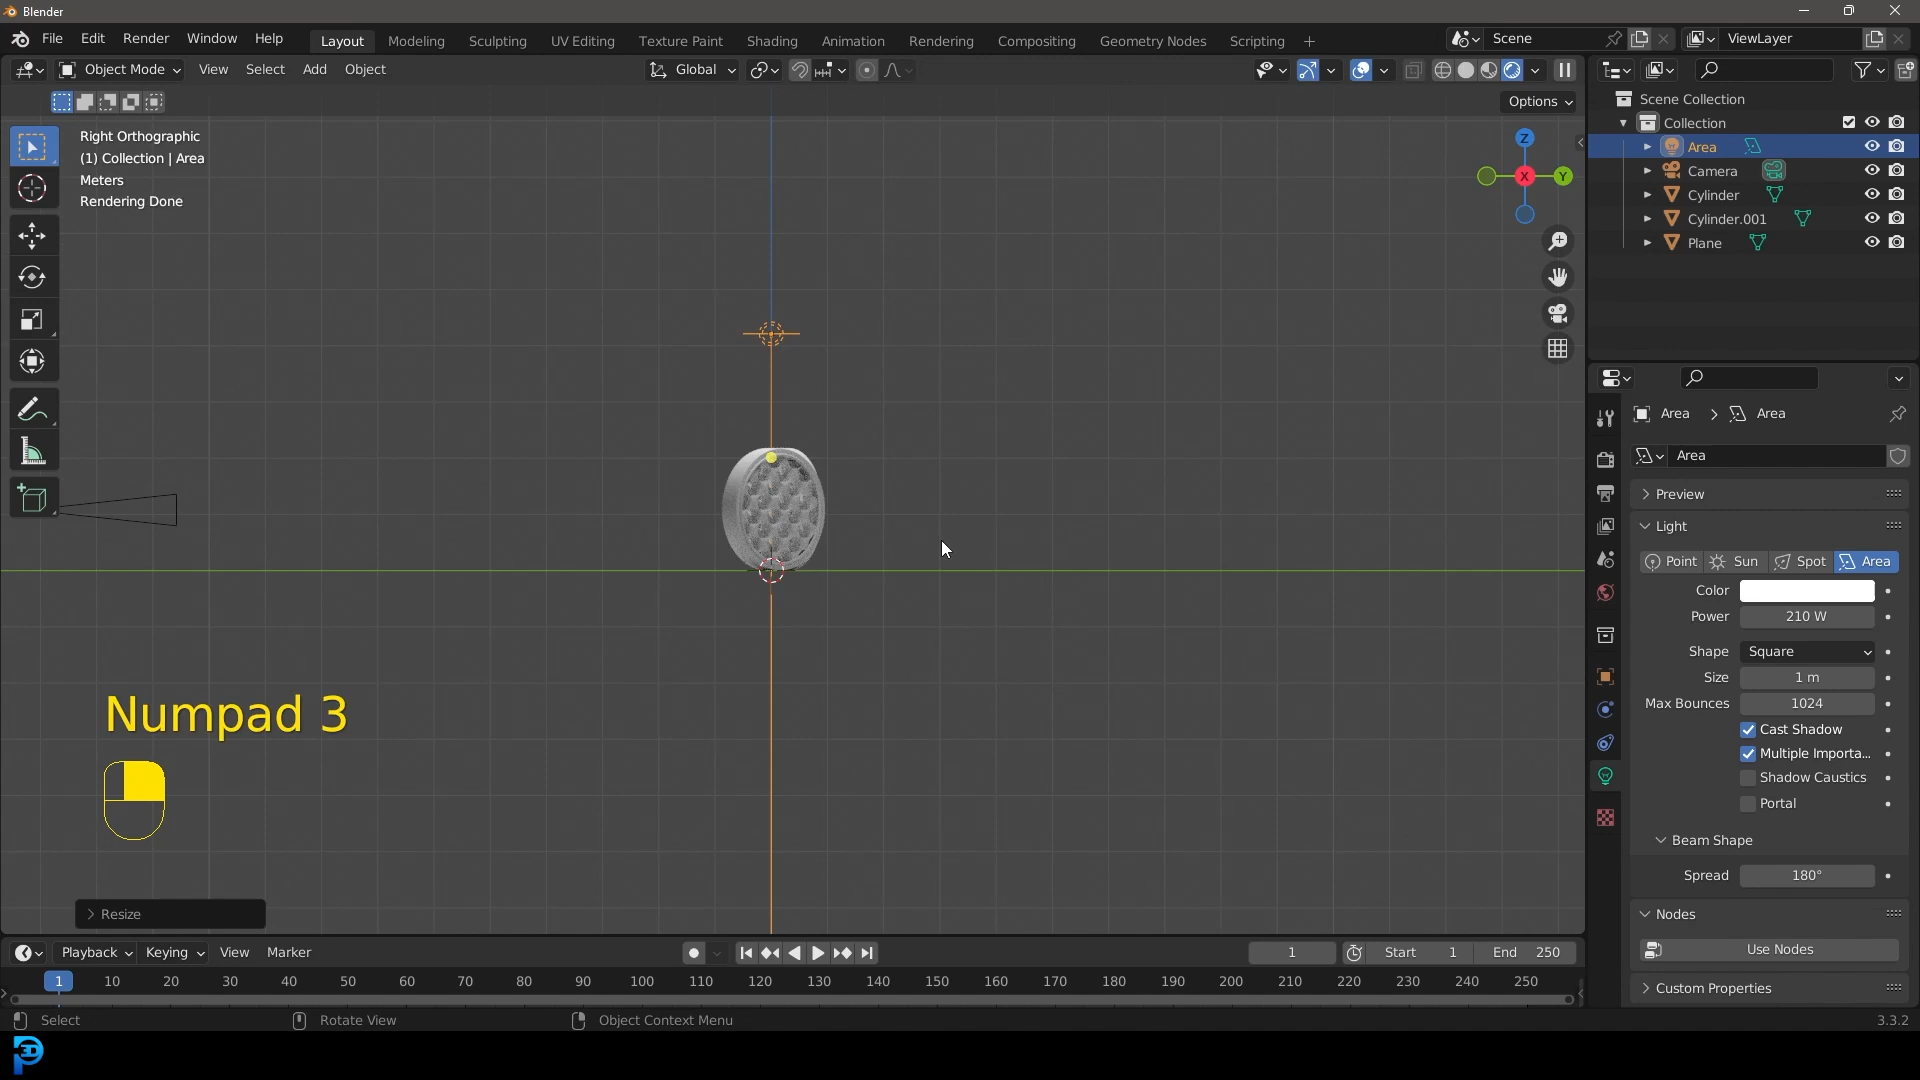 Blender
File Edit Render Window Help Layout Modeling Sculpting UV Editing Texture Paint Shading Animation Rendering Compositing Geometry Nodes Scripting + Scene ViewLayer
Object Mode View Select Add Object Global
Options
Right Orthographic
(1) Collection | Area
Meters
Rendering Done
Z
X
Y
Scene Collection
Collection
Area
Camera
Cylinder
Cylinder.001
Plane
Area > Area
Area
Preview
Light
Point Sun Spot Area
Color
Power 210 W
Shape Square
Size 1 m
Max Bounces 1024
Cast Shadow
Multiple Importa...
Shadow Caustics
Portal
Beam Shape
Spread 180°
Nodes
Use Nodes
Custom Properties
Numpad 3
Resize
Playback Keying View Marker 1 Start 1 End 250
1 10 20 30 40 50 60 70 80 90 100 110 120 130 140 150 160 170 180 190 200 210 220 230 240 250
Select Rotate View Object Context Menu 3.3.2